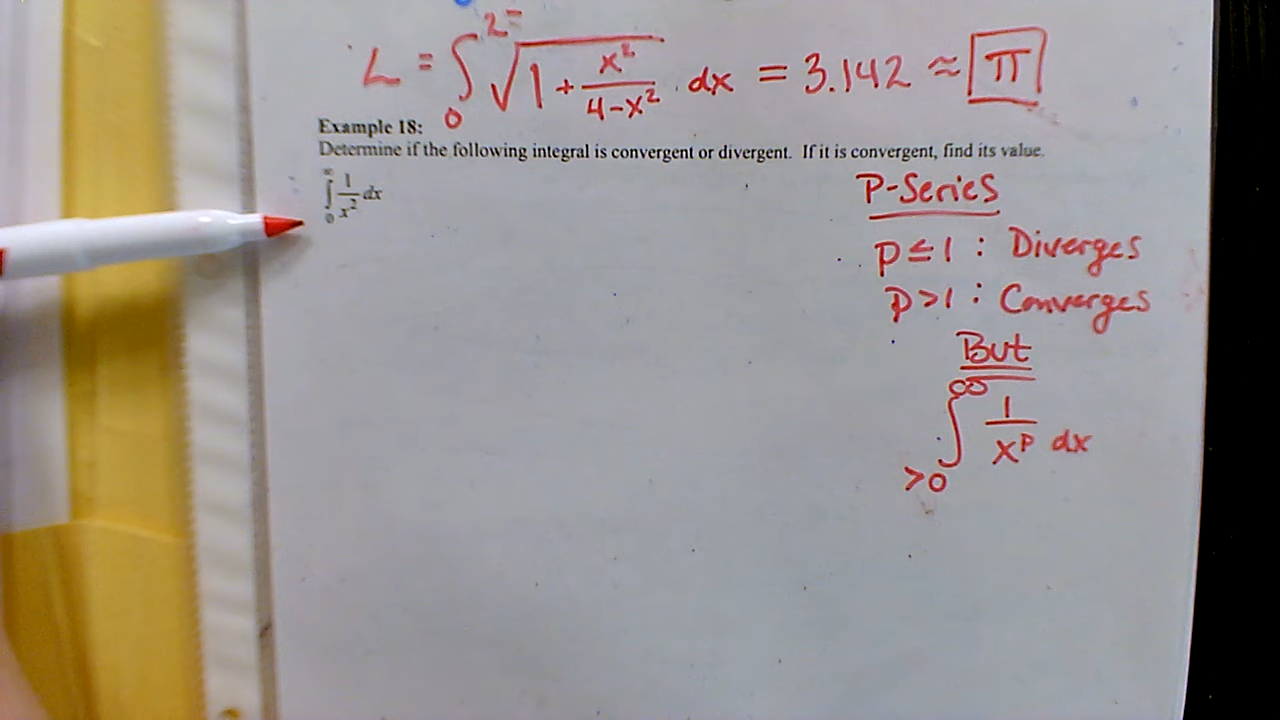 L = ∫₀²⁻ √(1 + x²/(4-x²)) dx = 3.142 ≈ π
Example 18:
Determine if the following integral is convergent or divergent. If it is convergent, find its value.
∫₀^∞ 1/x² dx
P-Series
P ≤ 1 : Diverges
P > 1 : Converges
But
∫_{>0}^∞ 1/x^p dx